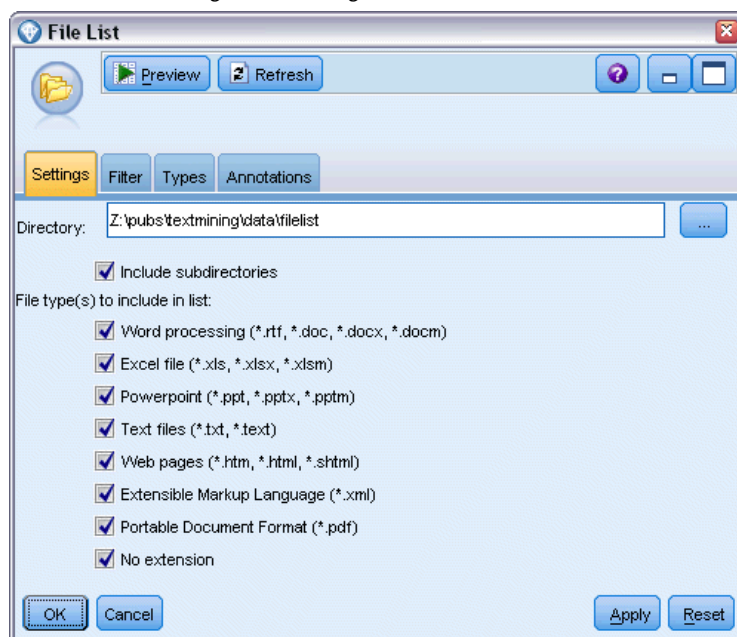 File List
Preview Refresh
Settings Filter Types Annotations
Directory: Z:\pubs\textmining\data\filelist ...
Include subdirectories
File type(s) to include in list:
Word processing (*.rtf, *.doc, *.docx, *.docm)
Excel file (*.xls, *.xlsx, *.xlsm)
Powerpoint (*.ppt, *.pptx, *.pptm)
Text files (*.txt, *.text)
Web pages (*.htm, *.html, *.shtml)
Extensible Markup Language (*.xml)
Portable Document Format (*.pdf)
No extension
OK Cancel Apply Reset